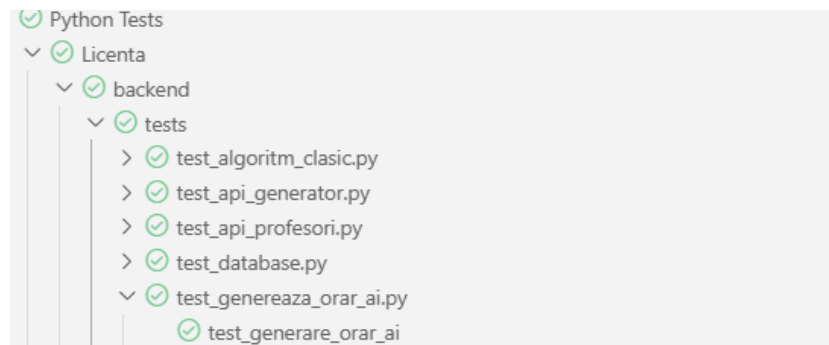 Python Tests
Licenta
backend
tests
test_algoritm_clasic.py
test_api_generator.py
test_api_profesori.py
test_database.py
test_genereaza_orar_ai.py
test_generare_orar_ai